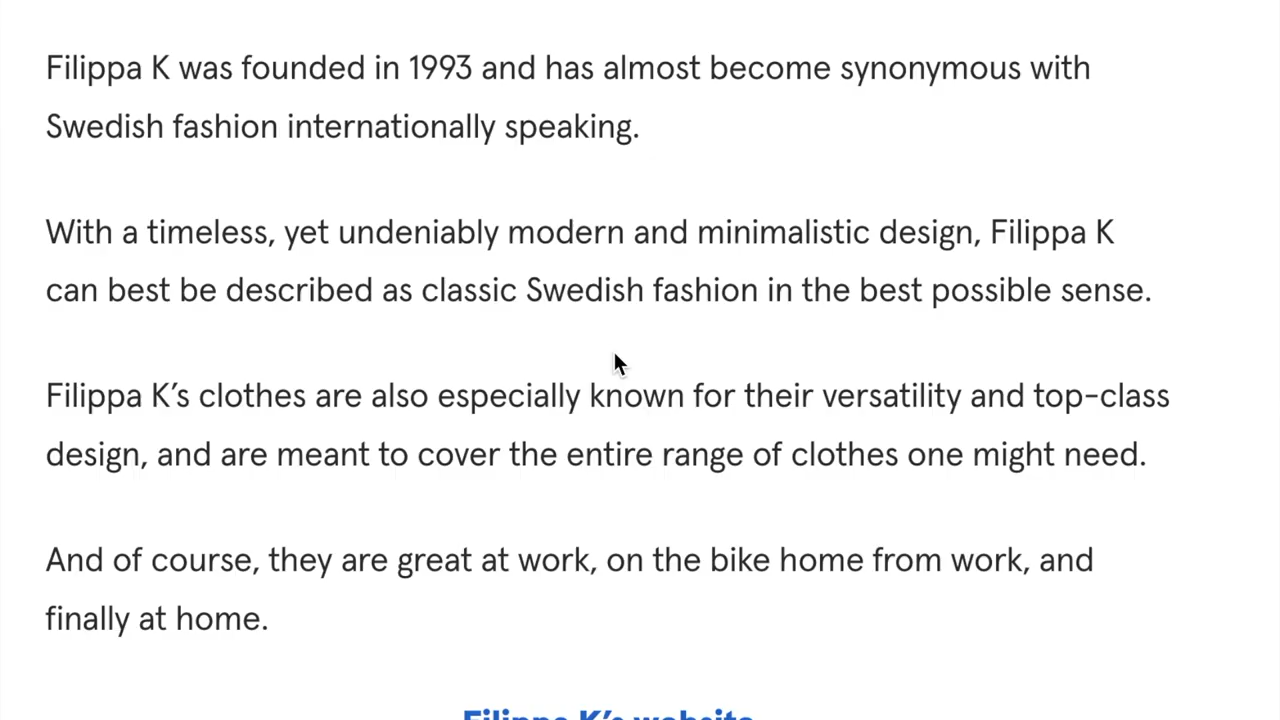 Filippa K was founded in 1993 and has almost become synonymous with
Swedish fashion internationally speaking.
With a timeless, yet undeniably modern and minimalistic design, Filippa K
can best be described as classic Swedish fashion in the best possible sense.
Filippa K’s clothes are also especially known for their versatility and top-class
design, and are meant to cover the entire range of clothes one might need.
And of course, they are great at work, on the bike home from work, and
finally at home.
Filippa K’s website